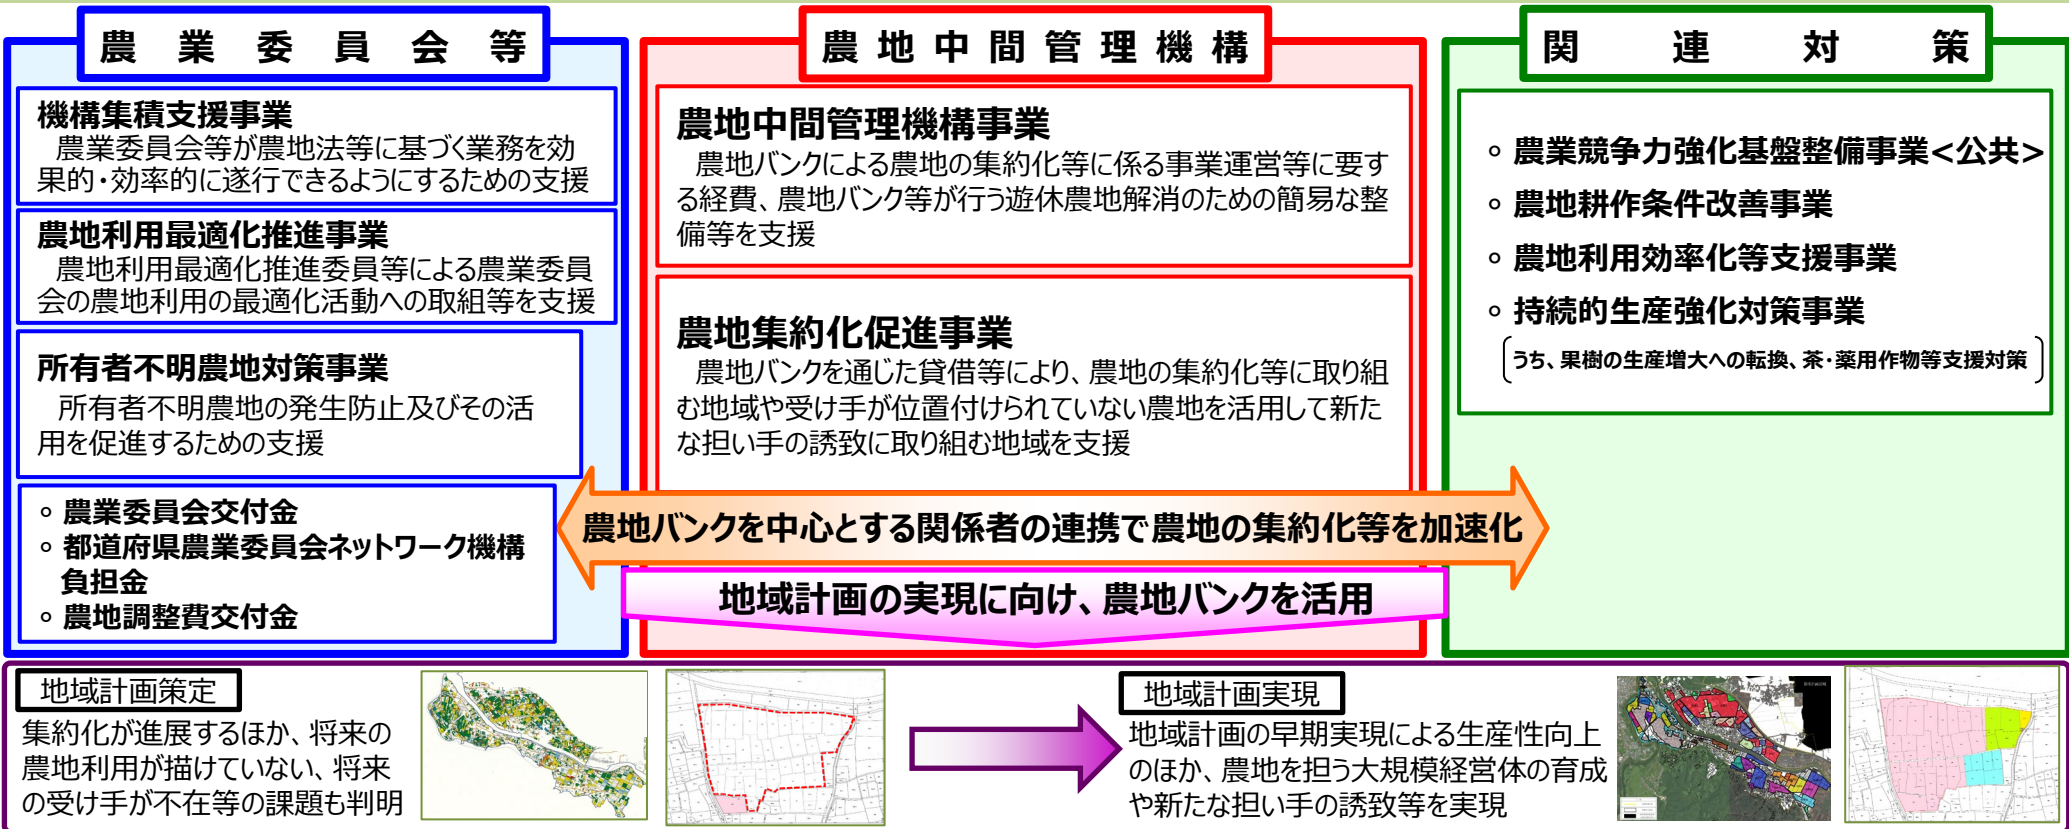 農業委員会等
機構集積支援事業
農業委員会等が農地法等に基づく業務を効
果的・効率的に遂行できるようにするための支援
農地利用最適化推進事業
農地利用最適化推進委員等による農業委員
会の農地利用の最適化活動への取組等を支援
所有者不明農地対策事業
所有者不明農地の発生防止及びその活
用を促進するための支援
◦ 農業委員会交付金
◦ 都道府県農業委員会ネットワーク機構
負担金
◦ 農地調整費交付金
農地中間管理機構
農地中間管理機構事業
農地バンクによる農地の集約化等に係る事業運営等に要す
る経費、農地バンク等が行う遊休農地解消のための簡易な整
備等を支援
農地集約化促進事業
農地バンクを通じた貸借等により、農地の集約化等に取り組
む地域や受け手が位置付けられていない農地を活用して新た
な担い手の誘致に取り組む地域を支援
関連対策
◦ 農業競争力強化基盤整備事業<公共>
◦ 農地耕作条件改善事業
◦ 農地利用効率化等支援事業
◦ 持続的生産強化対策事業
うち、果樹の生産増大への転換、茶・薬用作物等支援対策
農地バンクを中心とする関係者の連携で農地の集約化等を加速化
地域計画の実現に向け、農地バンクを活用
地域計画策定
集約化が進展するほか、将来の
農地利用が描けていない、将来
の受け手が不在等の課題も判明
地域計画実現
地域計画の早期実現による生産性向上
のほか、農地を担う大規模経営体の育成
や新たな担い手の誘致等を実現